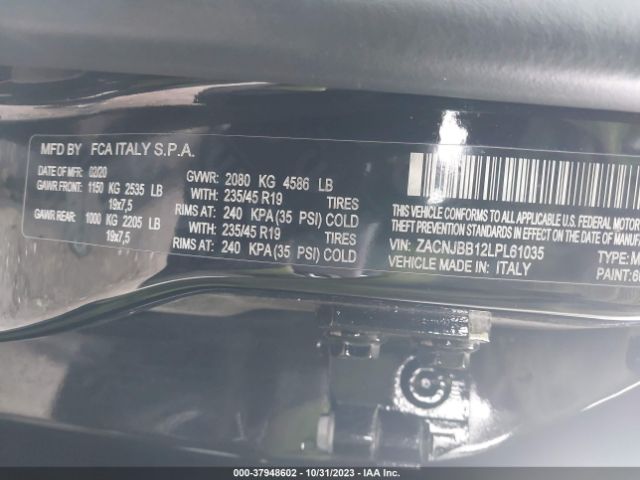 MFD BY FCA ITALY S.P.A.
DATE OF MFR 02/20 GVWR: 2080 KG 4586 LB
GAWR FRONT: 1150 KG 2535 LB WITH: 235/45 R19 TIRES
19x7,5 RIMS AT: 240 KPA(35 PSI) COLD
GAWR REAR: 1000 KG 2205 LB WITH: 235/45 R19 TIRES
19x7,5 RIMS AT: 240 KPA(35 PSI) COLD
THIS VEHICLE CONFORMS TO ALL APPLICABLE U.S. FEDERAL MOTOR
THEFT PREVENTION STANDARDS IN EFFECT ON THE DATE OF
VIN: ZACNJBB12LPL61035 TYPE:
VEHICLE MADE IN: ITALY PAINT:
000-37948602 - 10/31/2023 - IAA Inc.